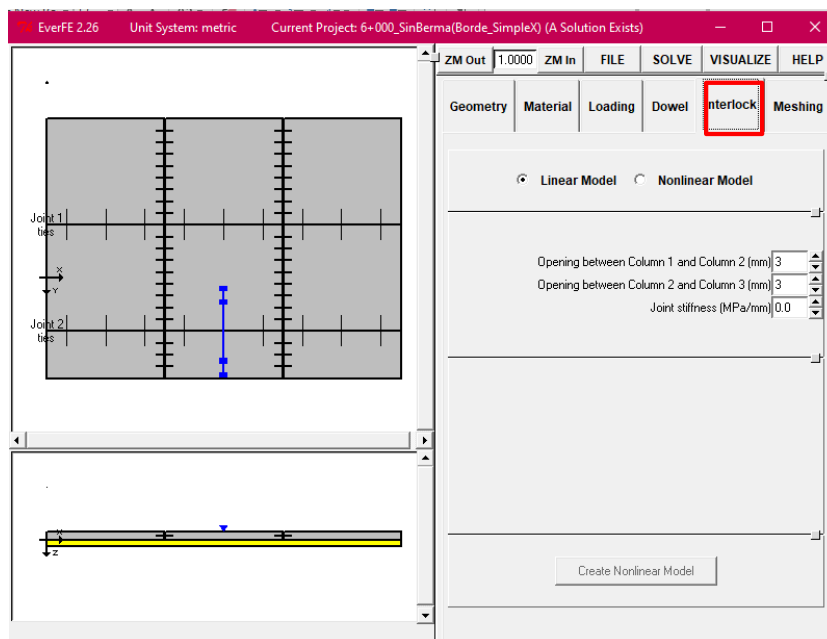 EverFE 2.26 Unit System: metric Current Project: 6+000_SinBerma(Borde_SimpleX) (A Solution Exists)
ZM Out 1.0000 ZM In FILE SOLVE VISUALIZE HELP
Geometry Material Loading Dowel nterlock Meshing
Linear Model Nonlinear Model
Opening between Column 1 and Column 2 (mm) 3
Opening between Column 2 and Column 3 (mm) 3
Joint stiffness (MPa/mm) 0.0
Create Nonlinear Model
Joint 1
ties
X
Y
Joint 2
ties
X
Z